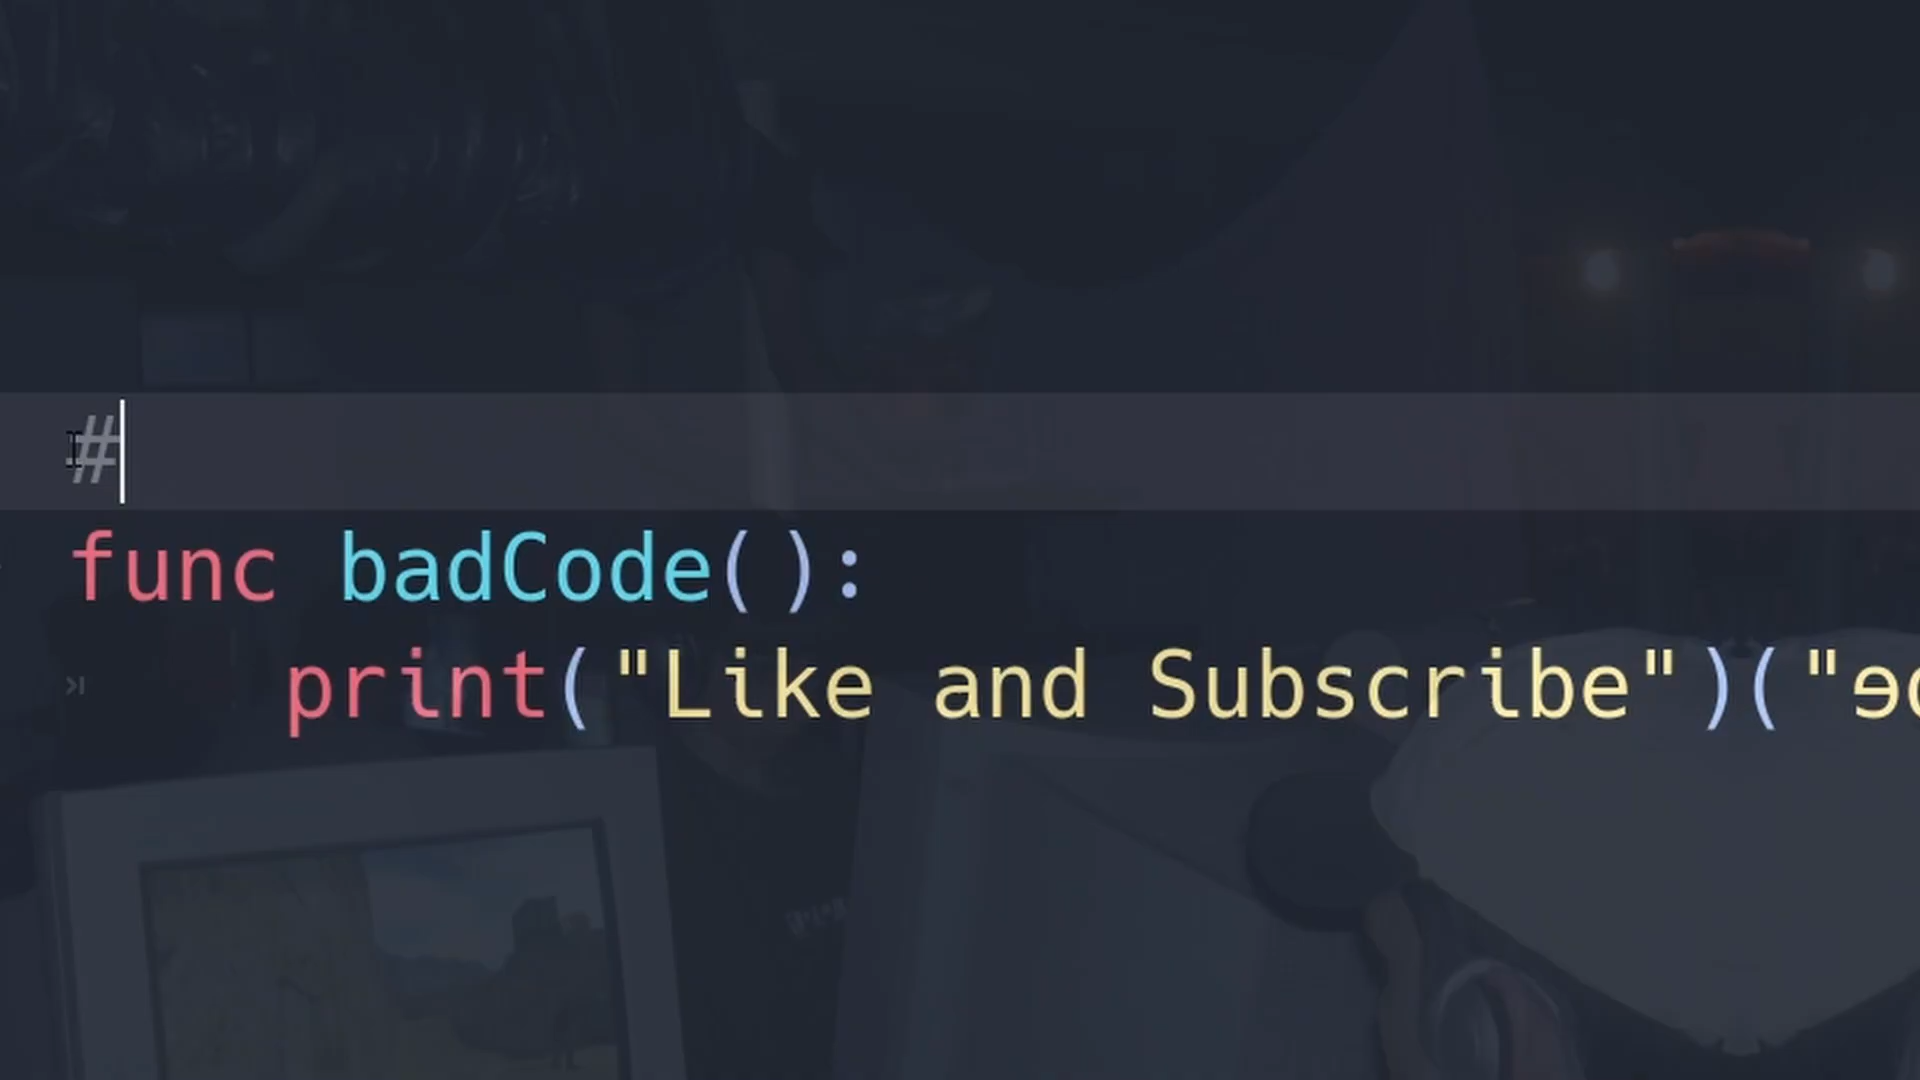 #
func badCode():
print("Like and Subscribe")("